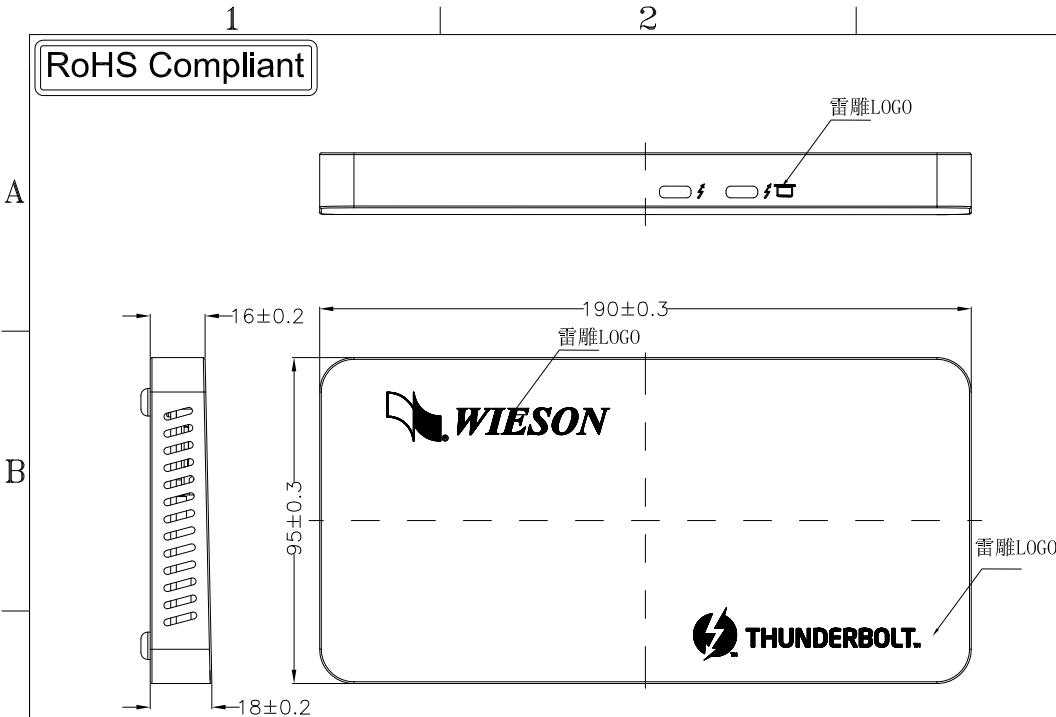 1
2
RoHS Compliant
雷雕LOGO
A
16±0.2
190±0.3
雷雕LOGO
WIESON
B
95±0.3
雷雕LOGO
THUNDERBOLT™
18±0.2